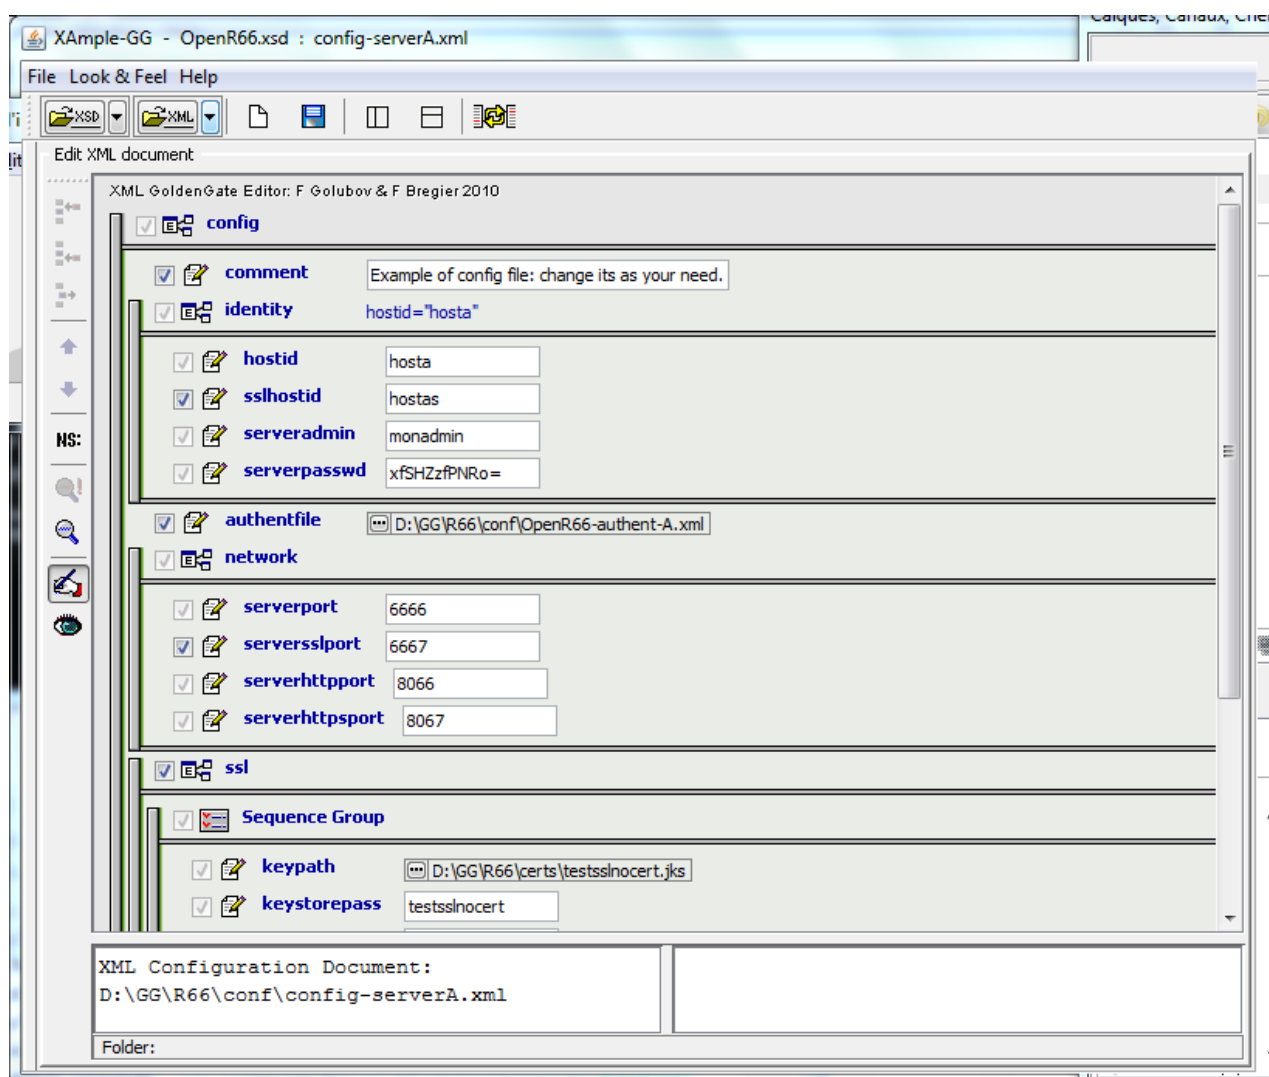 Calques, Canaux, Che
XAmple-GG - OpenR66.xsd : config-serverA.xml
File Look & Feel Help
XSD XML
Edit XML document
XML GoldenGate Editor: F Golubov & F Bregier 2010
E config
comment Example of config file: change its as your need.
E identity hostid="hosta"
hostid hosta
sslhostid hostas
serveradmin monadmin
NS:
serverpasswd xfSHZzfPNRo=
authentfile D:\GG\R66\conf\OpenR66-authent-A.xml
E network
serverport 6666
serversslport 6667
serverhttpport 8066
serverhttpsport 8067
E ssl
Sequence Group
keypath D:\GG\R66\certs\testsslnocert.jks
keystorepass testsslnocert
XML Configuration Document:
D:\GG\R66\conf\config-serverA.xml
Folder: